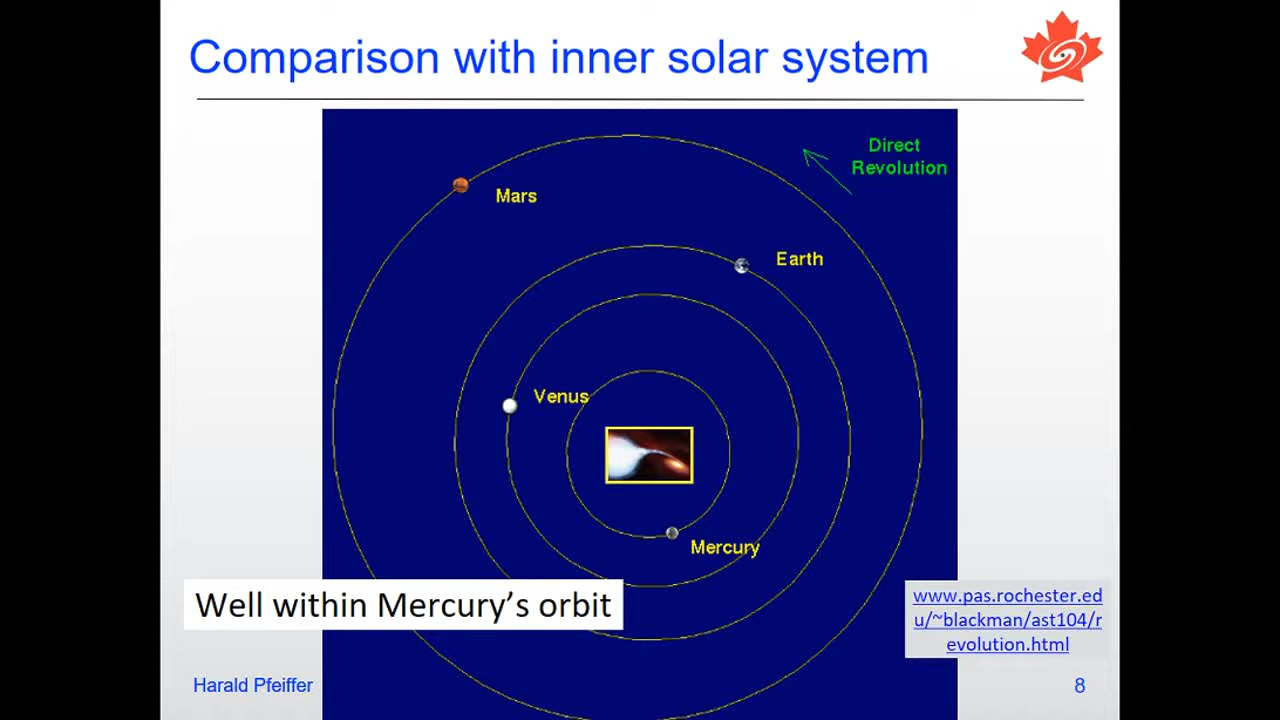 Comparison with inner solar system
Direct
Revolution
Mars
Earth
Venus
Mercury
Well within Mercury's orbit
www.pas.rochester.ed
u/~blackman/ast104/r
evolution.html
Harald Pfeiffer
8